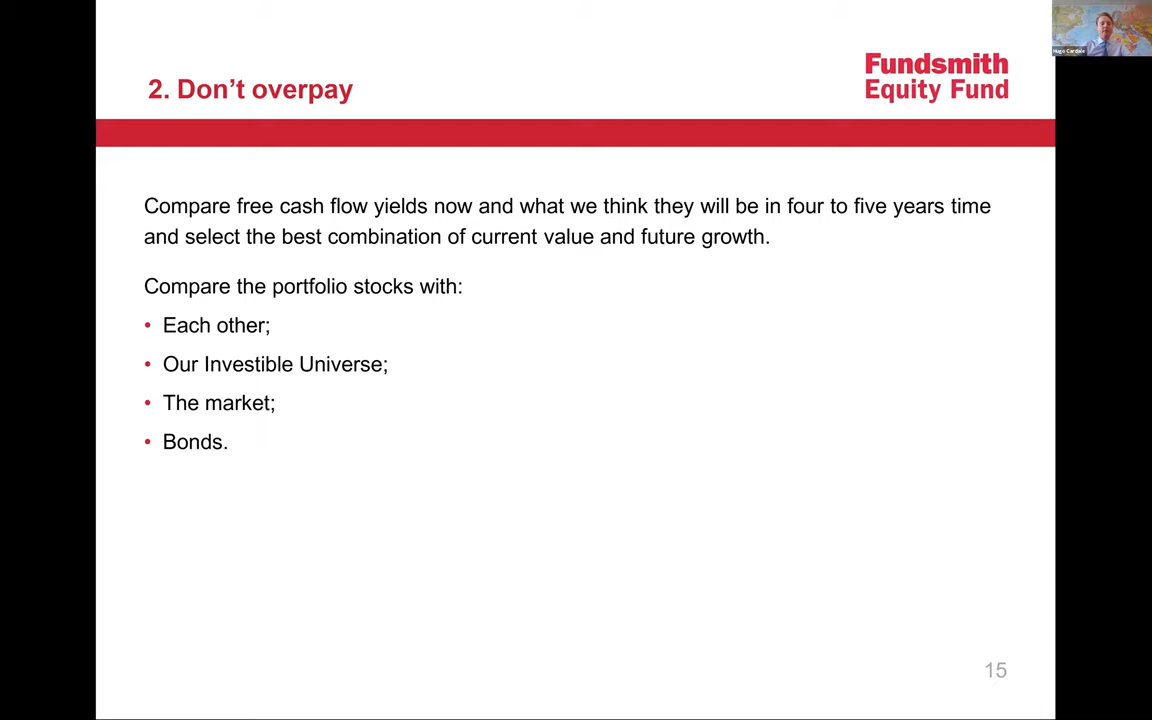 2. Don’t overpay
Fundsmith
Equity Fund
Hugo Cardale
Compare free cash flow yields now and what we think they will be in four to five years time
and select the best combination of current value and future growth.
Compare the portfolio stocks with:
• Each other;
• Our Investible Universe;
• The market;
• Bonds.
15